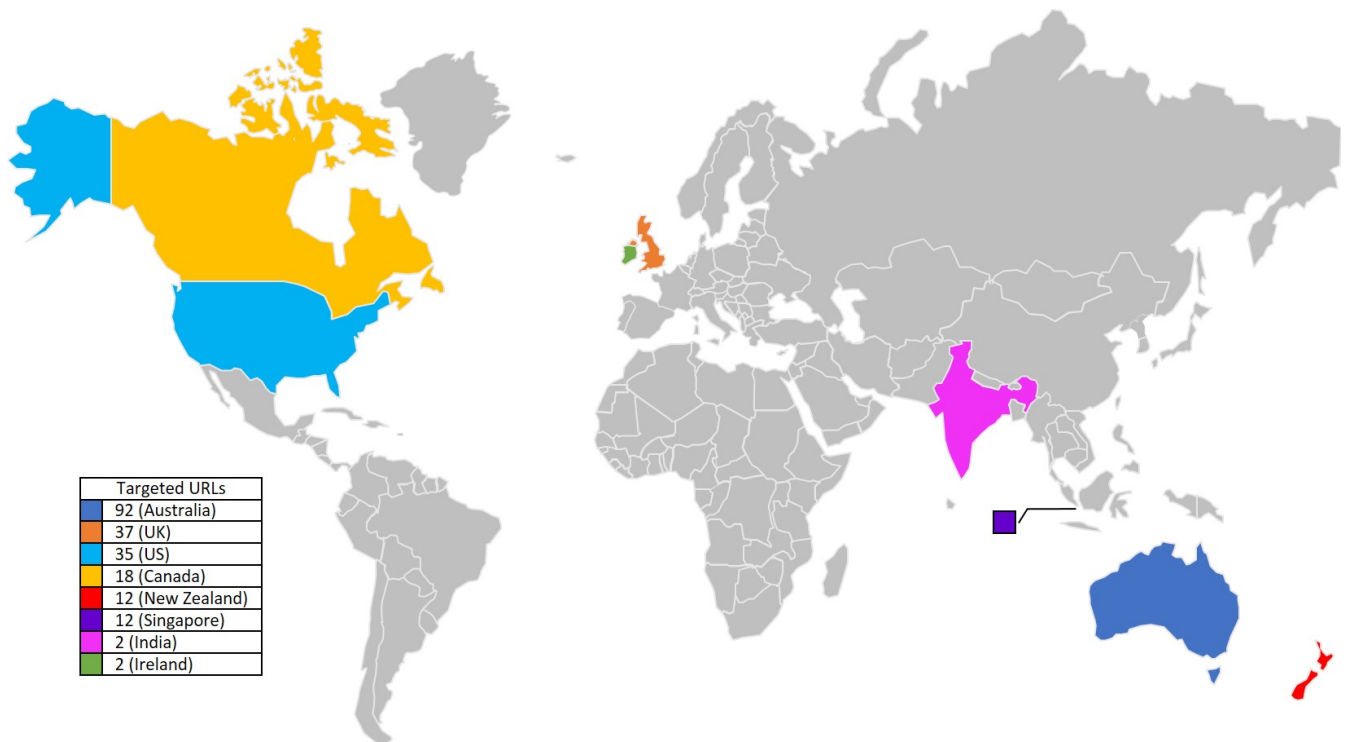 Targeted URLs
92 (Australia)
37 (UK)
35 (US)
18 (Canada)
12 (New Zealand)
12 (Singapore)
2 (India)
2 (Ireland)